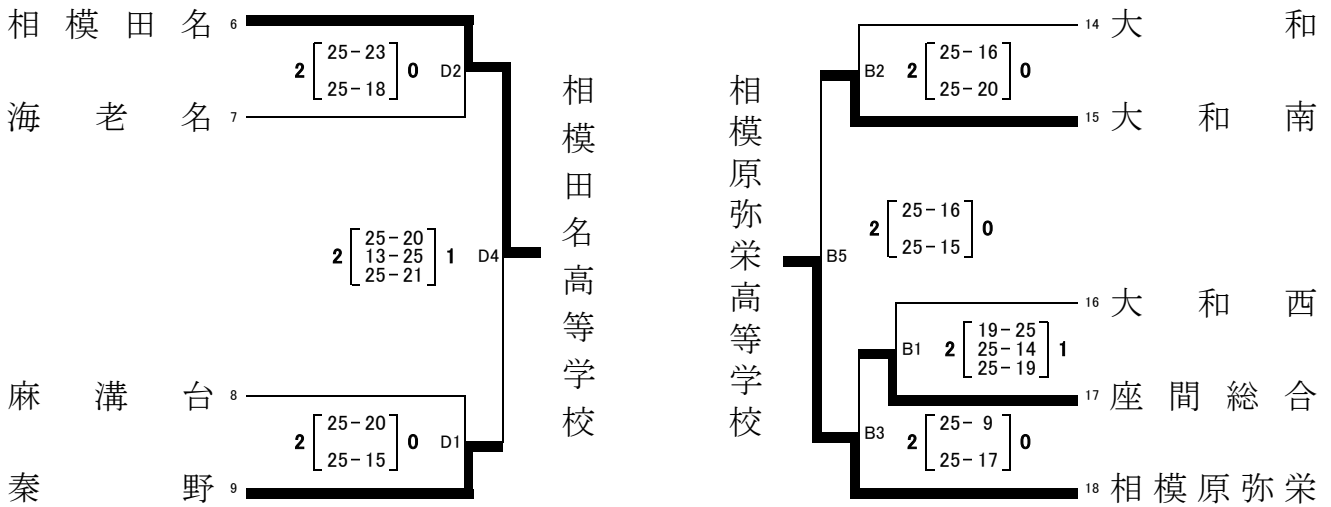 相模田名 6
2 [25-23 25-18] 0 D2
海老名 7
2 [25-20 13-25 25-21] 1 D4
麻溝台 8
2 [25-20 25-15] 0 D1
秦野 9
相模田名高等学校
相模原弥栄高等学校
14 大和
B2 2 [25-16 25-20] 0
15 大和南
B5 2 [25-16 25-15] 0
16 大和西
B1 2 [19-25 25-14 25-19] 1
17 座間総合
B3 2 [25-9 25-17] 0
18 相模原弥栄